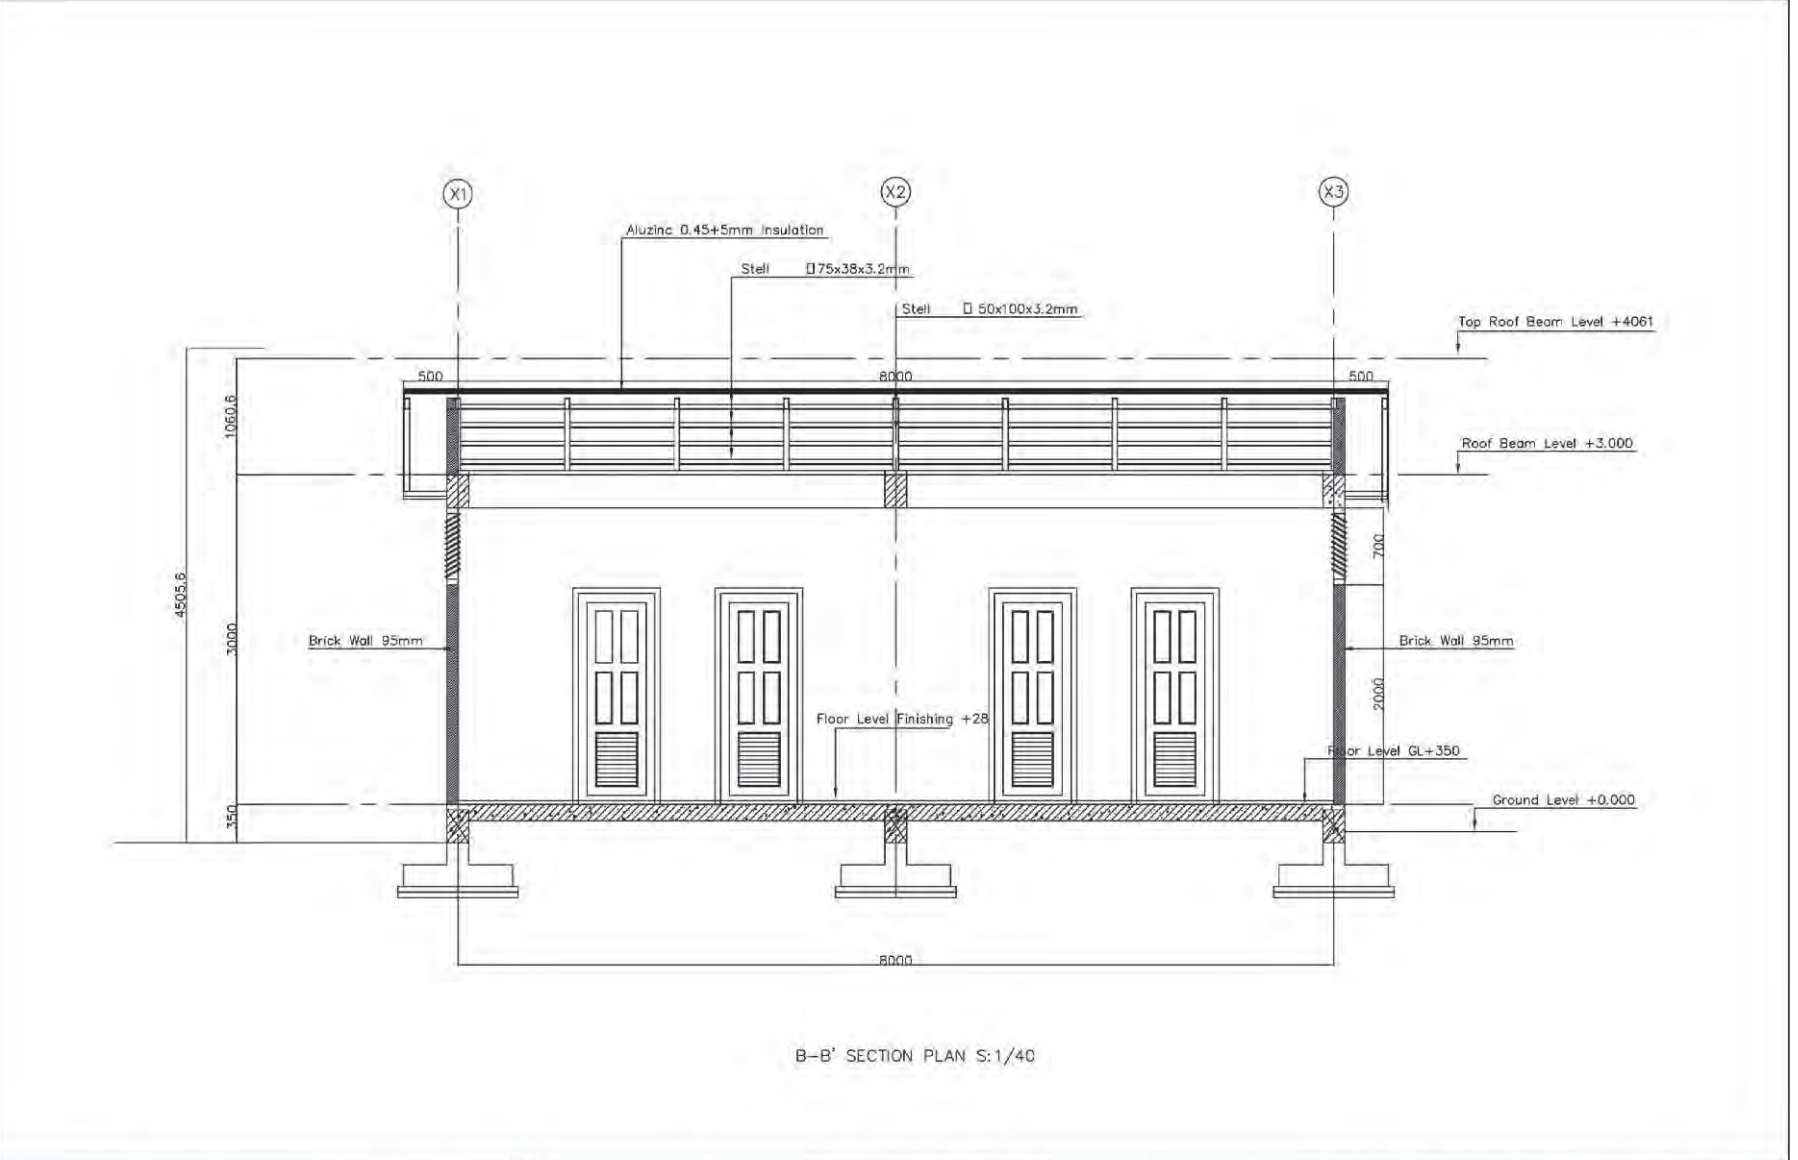 X1
X2
X3
Aluzinc 0.45+5mm Insulation
Stell 75x38x3.2mm
Stell 50x100x3.2mm
Top Roof Beam Level +4061
500
8000
500
1060.6
Roof Beam Level +3.000
700
4505.6
3000
Brick Wall 95mm
Brick Wall 95mm
2000
Floor Level Finishing +28
Floor Level GL+350
Ground Level +0.000
350
8000
B-B' SECTION PLAN S:1/40